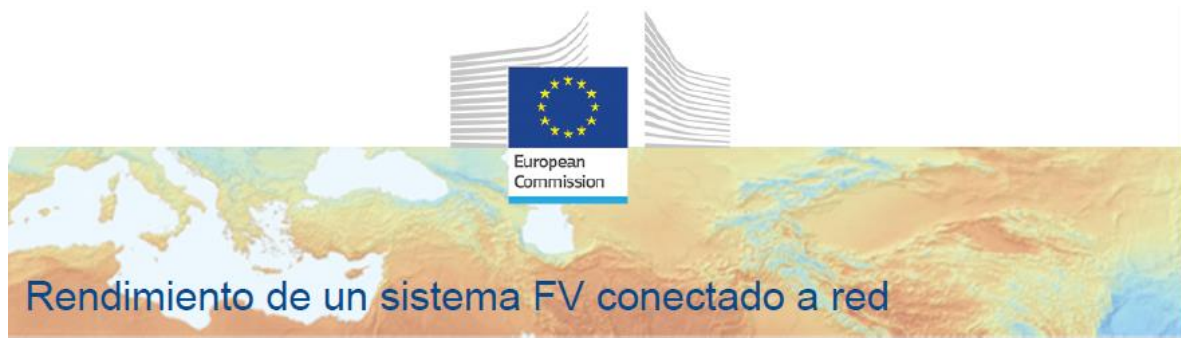 European
Commission
Rendimiento de un sistema FV conectado a red